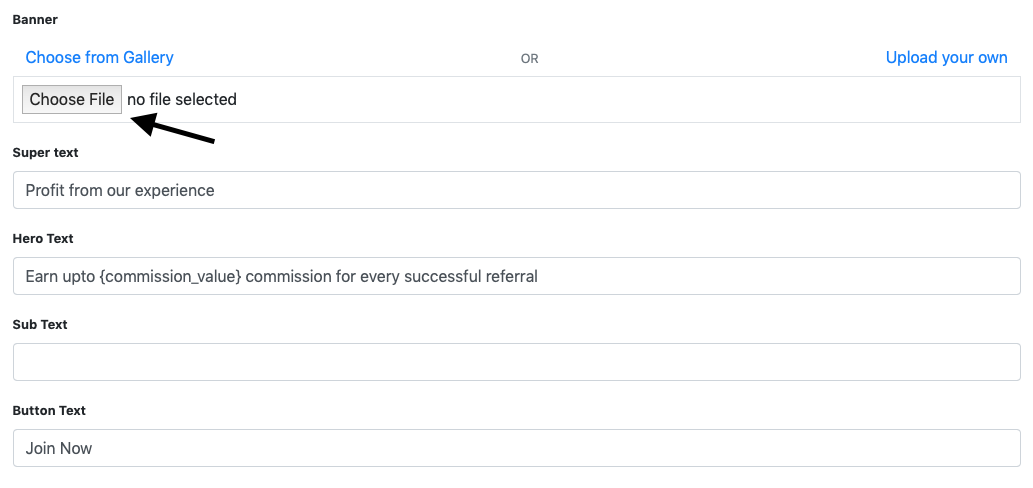 Banner
Choose from Gallery OR Upload your own
Choose File no file selected
Super text
Profit from our experience
Hero Text
Earn upto {commission_value} commission for every successful referral
Sub Text
Button Text
Join Now